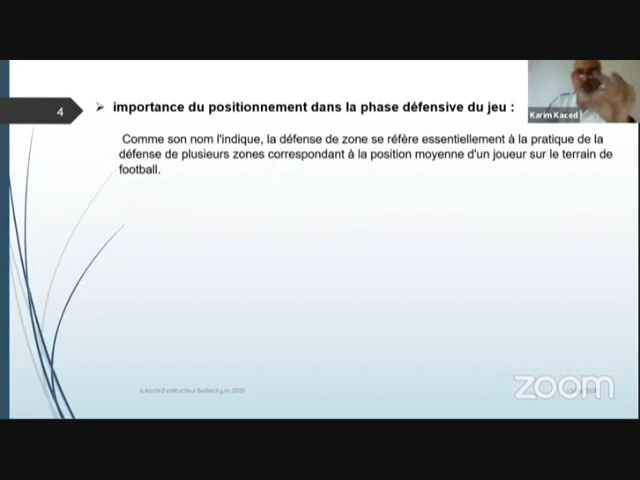 4
importance du positionnement dans la phase défensive du jeu :
Karim Kaced
Comme son nom l'indique, la défense de zone se réfère essentiellement à la pratique de la
défense de plusieurs zones correspondant à la position moyenne d'un joueur sur le terrain de
football.
instructeur federal
zoom